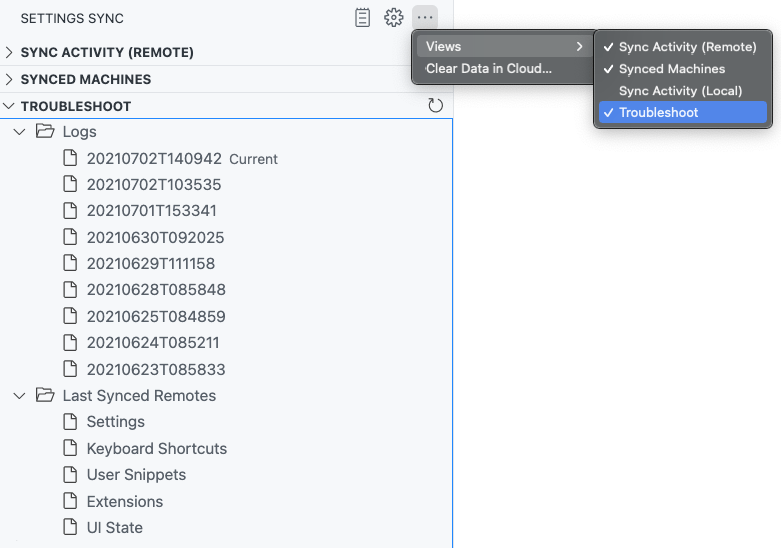 SETTINGS SYNC
SYNC ACTIVITY (REMOTE)
SYNCED MACHINES
TROUBLESHOOT
Logs
20210702T140942 Current
20210702T103535
20210701T153341
20210630T092025
20210629T111158
20210628T085848
20210625T084859
20210624T085211
20210623T085833
Last Synced Remotes
Settings
Keyboard Shortcuts
User Snippets
Extensions
UI State
Views
Clear Data in Cloud...
Sync Activity (Remote)
Synced Machines
Sync Activity (Local)
Troubleshoot